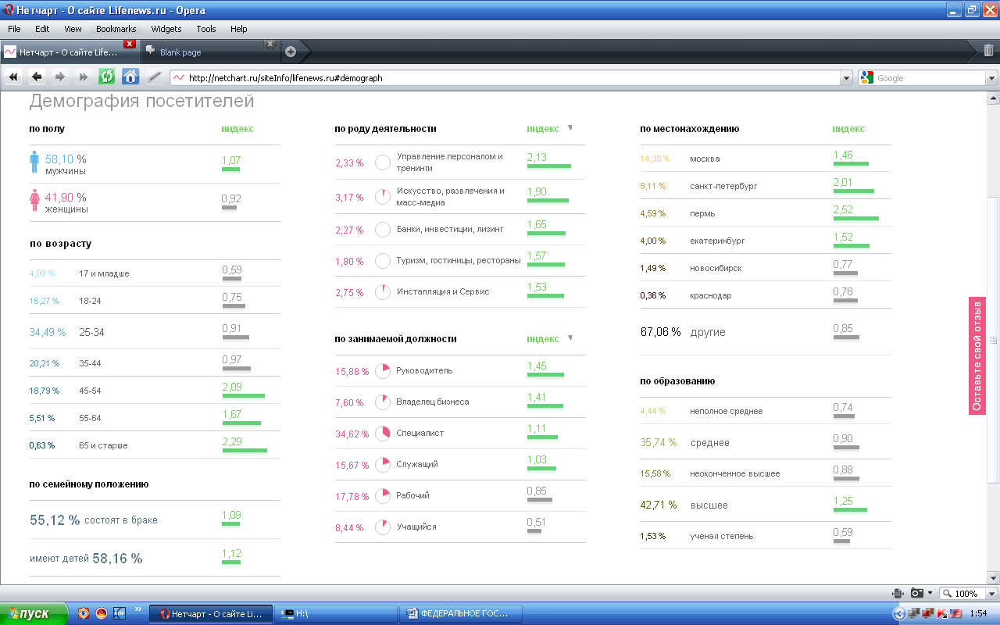 Нетчарт - О сайте Lifenews.ru - Opera
File Edit View Bookmarks Widgets Tools Help
Нетчарт - О сайте Life... Blank page
http://netchart.ru/siteInfo/lifenews.ru#demograph Google
Демография посетителей
по полу индекс
58,10 % 1,07
мужчины
41,90 % 0,92
женщины
по возрасту
4,09 % 17 и младше 0,59
16,27 % 18-24 0,75
34,49 % 25-34 0,91
20,21 % 35-44 0,97
18,79 % 45-54 2,09
5,51 % 55-64 1,67
0,63 % 65 и старше 2,29
по семейному положению
55,12 % состоят в браке 1,09
имеют детей 58,16 % 1,12
по роду деятельности индекс
2,33 % Управление персоналом и 2,13
тренинги
3,17 % Искусство, развлечения и 1,90
масс-медиа
2,27 % Банки, инвестиции, лизинг 1,65
1,80 % Туризм, гостиницы, рестораны 1,57
2,75 % Инсталляция и Сервис 1,53
по занимаемой должности индекс
15,88 % Руководитель 1,45
7,60 % Владелец бизнеса 1,41
34,62 % Специалист 1,11
15,67 % Служащий 1,03
17,78 % Рабочий 0,85
8,44 % Учащийся 0,51
по местонахождению индекс
14,38 % москва 1,46
8,11 % санкт-петербург 2,01
4,59 % пермь 2,52
4,00 % екатеринбург 1,52
1,49 % новосибирск 0,77
0,36 % краснодар 0,78
67,06 % другие 0,85
по образованию
4,44 % неполное среднее 0,74
35,74 % среднее 0,90
15,58 % неоконченное высшее 0,88
42,71 % высшее 1,25
1,53 % ученая степень 0,59
Оставьте свой отзыв
100%
пуск КНР Нетчарт - О сайте Li... H:\ ФЕДЕРАЛЬНОЕ ГОС... 1:54